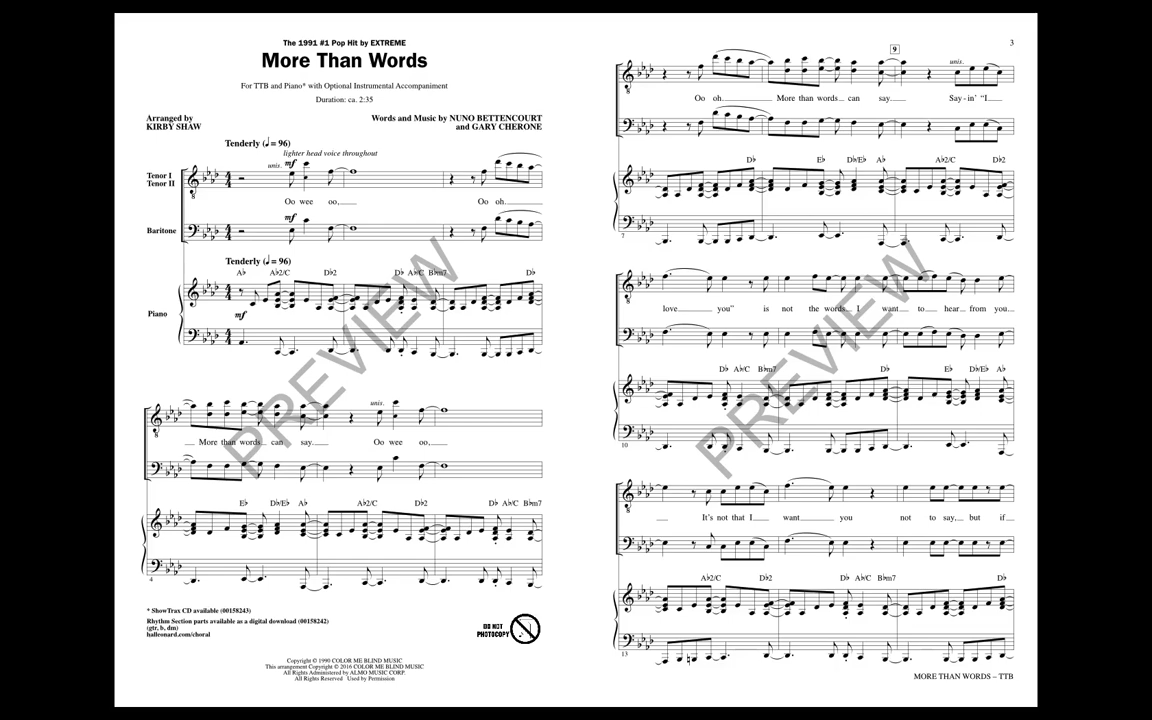 The 1991 #1 Pop Hit by EXTREME
More Than Words
For TTB and Piano* with Optional Instrumental Accompaniment
Duration: ca. 2:35
Arranged by
KIRBY SHAW
Words and Music by NUNO BETTENCOURT
and GARY CHERONE
Tenderly (♩ = 96)
lighter head voice throughout
unis. mf
Tenor I
Tenor II
Oo wee oo, Oo oh
mf
Baritone
Tenderly (♩ = 96)
A♭ A♭2/C D♭2 D♭ A♭/C B♭m7 D♭
Piano
mf
unis.
More than words can say. Oo wee oo,
E♭ D♭/E♭ A♭ A♭2/C D♭2 D♭ A♭/C B♭m7
4
* ShowTrax CD available (00158243)
Rhythm Section parts available as a digital download (00158242)
(gtr, b, dm)
halleonard.com/choral
DO NOT
PHOTOCOPY
Copyright © 1990 COLOR ME BLIND MUSIC
This arrangement Copyright © 2016 COLOR ME BLIND MUSIC
All Rights Administered by ALMO MUSIC CORP.
All Rights Reserved Used by Permission
PREVIEW
3
9
unis.
Oo oh More than words can say. Say-in' "I
D♭ E♭ D♭/E♭ A♭ A♭2/C D♭2
7
love you" is not the words I want to hear from you.
D♭ A♭/C B♭m7 D♭ E♭ D♭/E♭ A♭
10
It's not that I want you not to say, but if
A♭2/C D♭2 D♭ A♭/C B♭m7 D♭
13
MORE THAN WORDS – TTB
PREVIEW